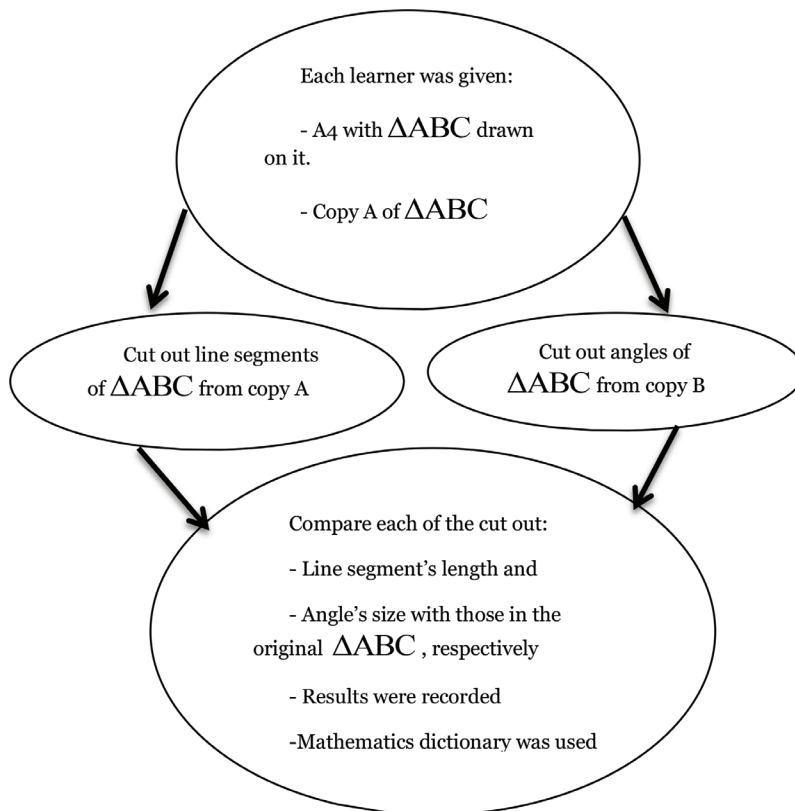 Each learner was given:
- A4 with ΔABC drawn
on it.
- Copy A of ΔABC
Cut out line segments
of ΔABC from copy A
Cut out angles of
ΔABC from copy B
Compare each of the cut out:
- Line segment’s length and
- Angle’s size with those in the
original ΔABC , respectively
- Results were recorded
-Mathematics dictionary was used